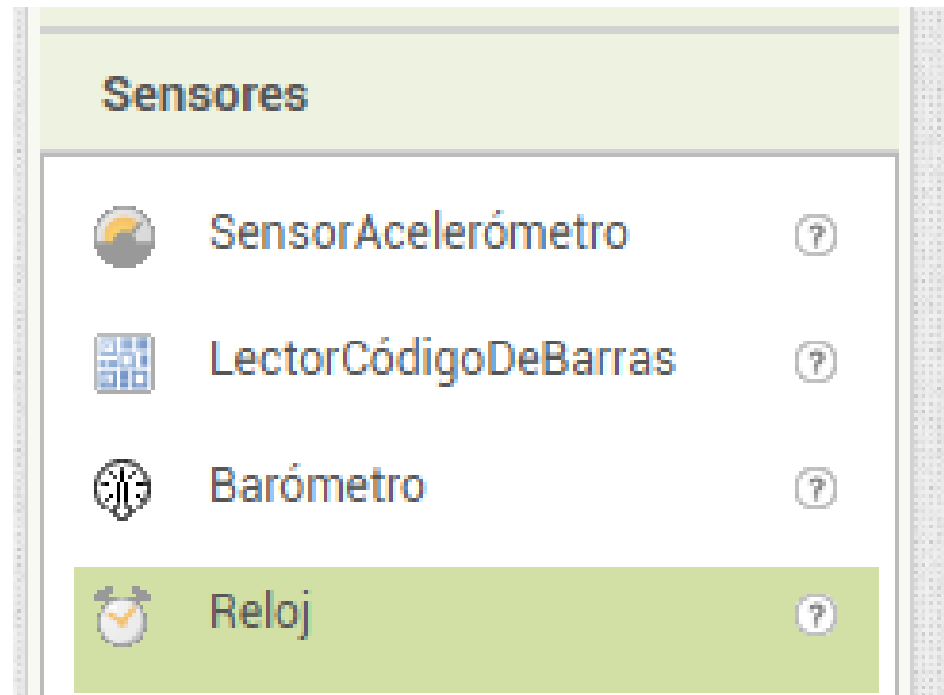 Sensores
SensorAcelerómetro ?
LectorCódigoDeBarras ?
Barómetro ?
Reloj ?